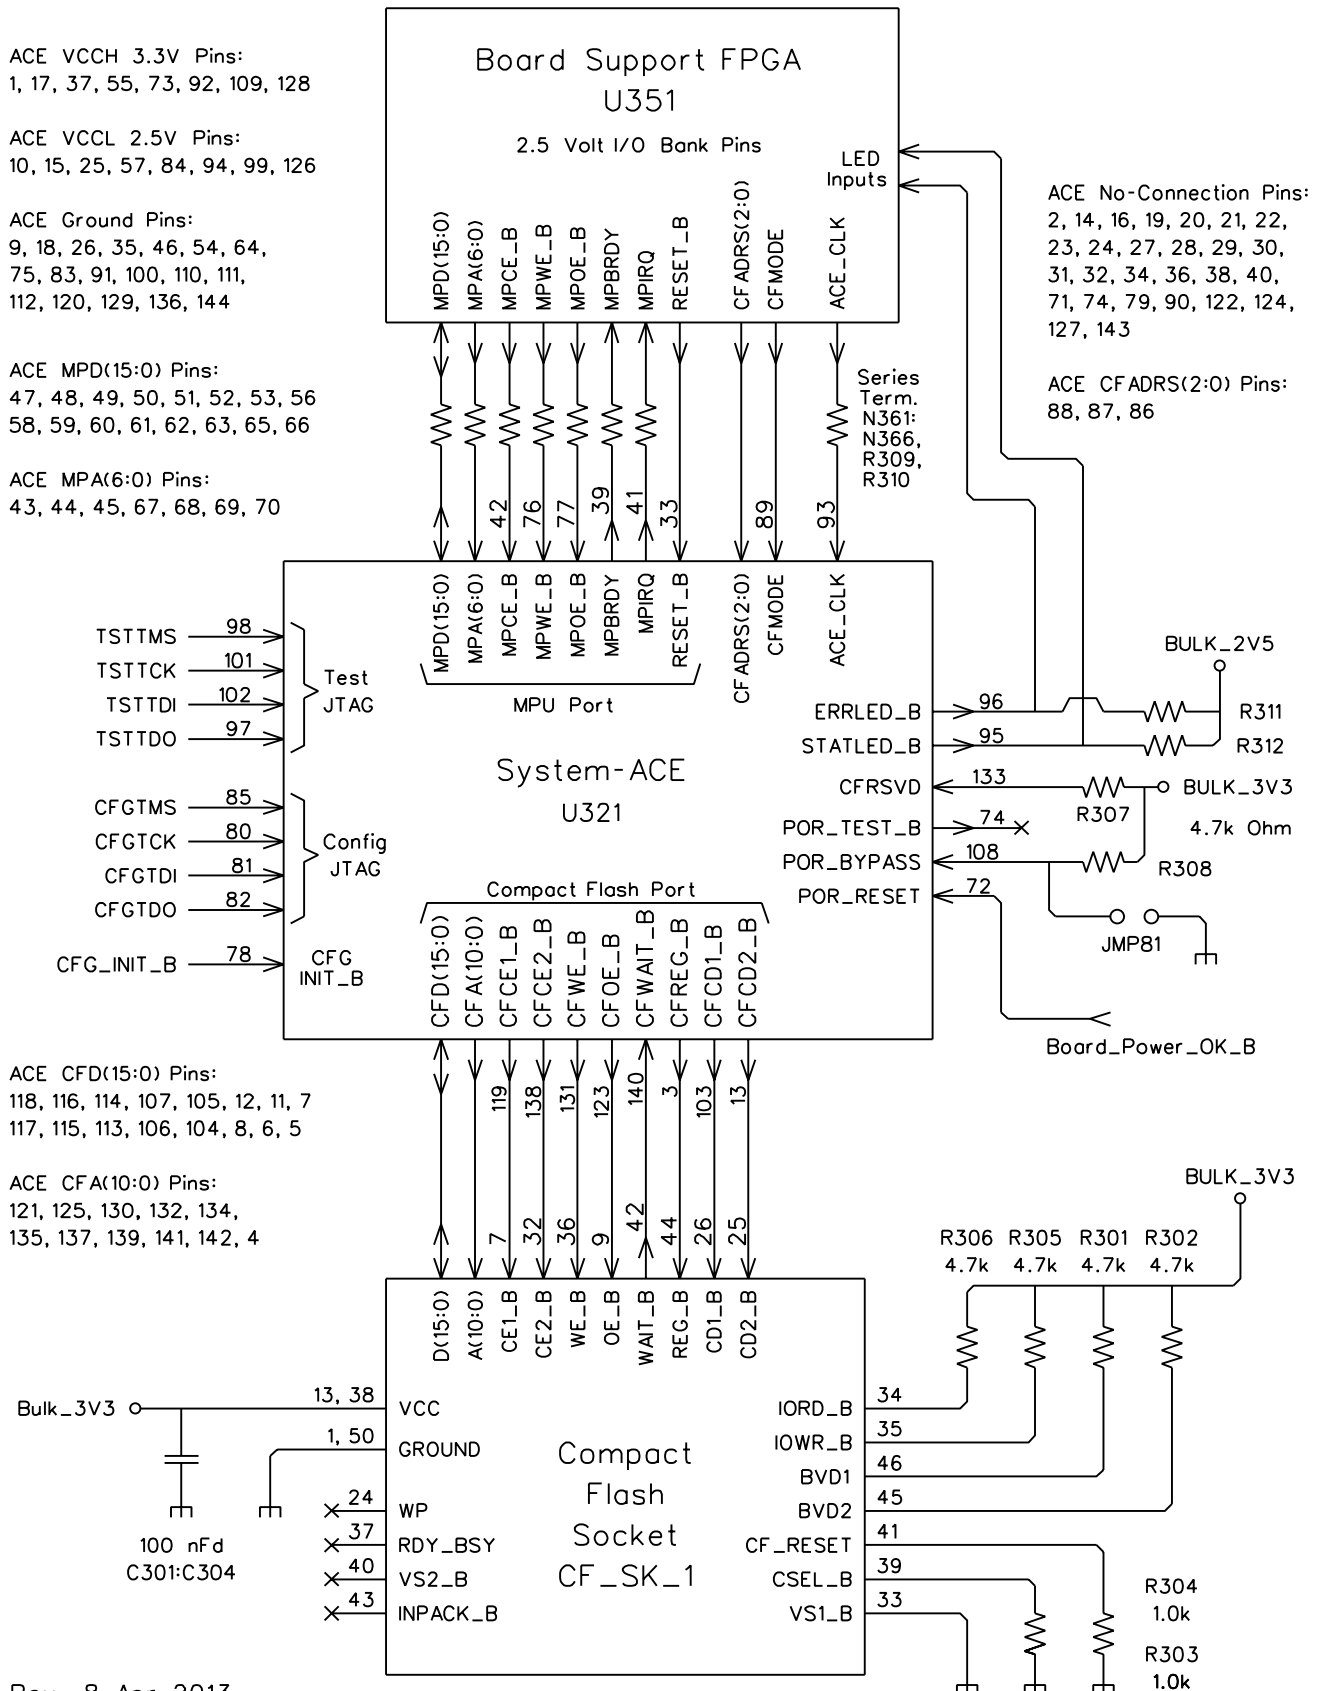 ACE VCCH 3.3V Pins:
1, 17, 37, 55, 73, 92, 109, 128
ACE VCCL 2.5V Pins:
10, 15, 25, 57, 84, 94, 99, 126
ACE Ground Pins:
9, 18, 26, 35, 46, 54, 64,
75, 83, 91, 100, 110, 111,
112, 120, 129, 136, 144
ACE MPD(15:0) Pins:
47, 48, 49, 50, 51, 52, 53, 56
58, 59, 60, 61, 62, 63, 65, 66
ACE MPA(6:0) Pins:
43, 44, 45, 67, 68, 69, 70
Board Support FPGA
U351
2.5 Volt I/O Bank Pins
LED
Inputs
MPD(15:0)
MPA(6:0)
MPCE_B
MPWE_B
MPOE_B
MPBRDY
MPIRQ
RESET_B
CFADRS(2:0)
CFMODE
ACE_CLK
ACE No-Connection Pins:
2, 14, 16, 19, 20, 21, 22,
23, 24, 27, 28, 29, 30,
31, 32, 34, 36, 38, 40,
71, 74, 79, 90, 122, 124,
127, 143
ACE CFADRS(2:0) Pins:
88, 87, 86
Series
Term.
N361:
N366,
R309,
R310
42
76
77
39
41
33
89
93
MPD(15:0)
MPA(6:0)
MPCE_B
MPWE_B
MPOE_B
MPBRDY
MPIRQ
RESET_B
CFADRS(2:0)
CFMODE
ACE_CLK
MPU Port
TSTTMS 98
TSTTCK 101
TSTTDI 102
TSTTDO 97
Test
JTAG
CFGTMS 85
CFGTCK 80
CFGTDI 81
CFGTDO 82
Config
JTAG
CFG_INIT_B 78
CFG
INIT_B
System-ACE
U321
ERRLED_B 96
STATLED_B 95
CFRSVD 133
POR_TEST_B 74
POR_BYPASS 108
POR_RESET 72
BULK_2V5
R311
R312
BULK_3V3
R307
4.7k Ohm
R308
JMP81
Board_Power_OK_B
Compact Flash Port
CFD(15:0)
CFA(10:0)
CFCE1_B
CFCE2_B
CFWE_B
CFOE_B
CFWAIT_B
CFREG_B
CFCD1_B
CFCD2_B
119
138
131
123
140
3
103
13
ACE CFD(15:0) Pins:
118, 116, 114, 107, 105, 12, 11, 7
117, 115, 113, 106, 104, 8, 6, 5
ACE CFA(10:0) Pins:
121, 125, 130, 132, 134,
135, 137, 139, 141, 142, 4
7
32
36
9
42
44
26
25
D(15:0)
A(10:0)
CE1_B
CE2_B
WE_B
OE_B
WAIT_B
REG_B
CD1_B
CD2_B
BULK_3V3
R306 R305 R301 R302
4.7k 4.7k 4.7k 4.7k
Bulk_3V3
13, 38 VCC
1, 50 GROUND
24 WP
37 RDY_BSY
40 VS2_B
43 INPACK_B
100 nFd
C301:C304
Compact
Flash
Socket
CF_SK_1
IORD_B 34
IOWR_B 35
BVD1 46
BVD2 45
CF_RESET 41
CSEL_B 39
VS1_B 33
R304
1.0k
R303
1.0k
Rev. 8-Apr-2013